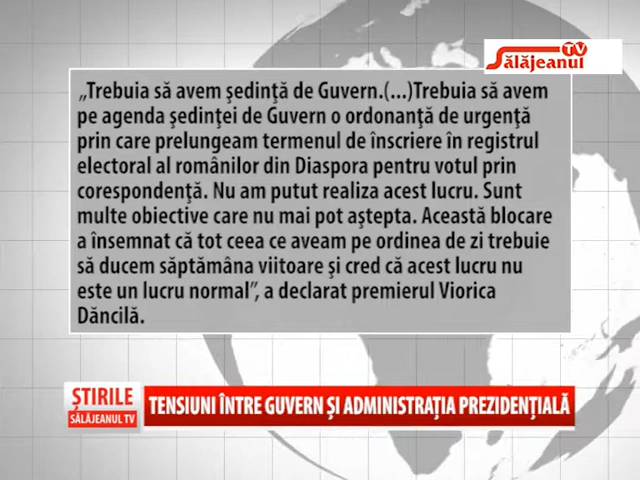 Sălăjeanul TV
„Trebuia să avem şedinţă de Guvern.(...)Trebuia să avem
pe agenda şedinţei de Guvern o ordonanţă de urgenţă
prin care prelungeam termenul de înscriere în registrul
electoral al românilor din Diaspora pentru votul prin
corespondenţă. Nu am putut realiza acest lucru. Sunt
multe obiective care nu mai pot aştepta. Această blocare
a însemnat că tot ceea ce aveam pe ordinea de zi trebuie
să ducem săptămâna viitoare şi cred că acest lucru nu
este un lucru normal”, a declarat premierul Viorica
Dăncilă.
ŞTIRILE
SĂLĂJEANUL TV
TENSIUNI ÎNTRE GUVERN ŞI ADMINISTRAŢIA PREZIDENŢIALĂ